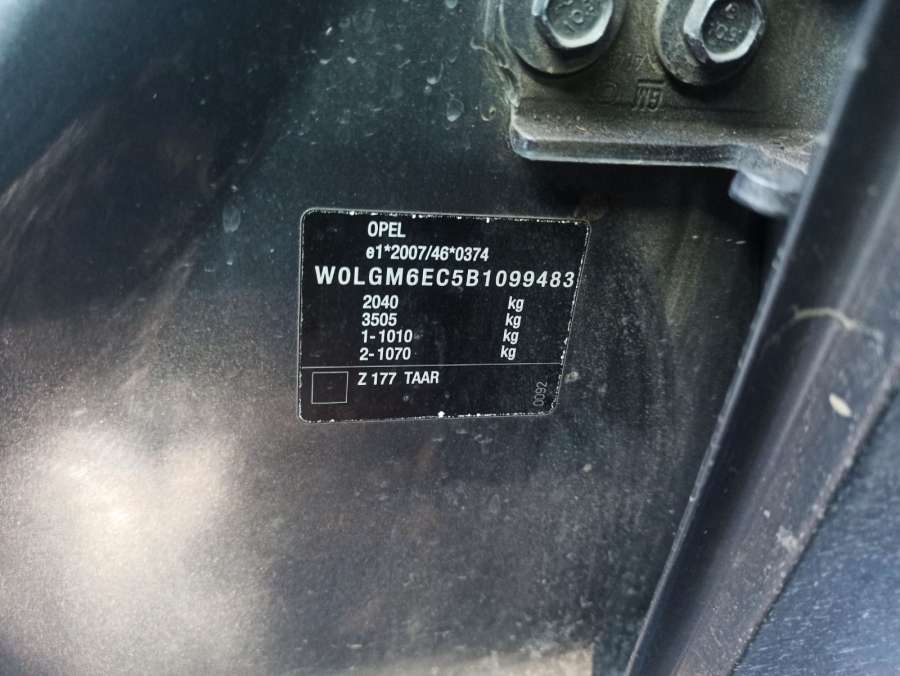 GM
OPEL
e1*2007/46*0374
W0LGM6EC5B1099483
2040 kg
3505 kg
1-1010 kg
2-1070 kg
Z 177 TAAR
0092